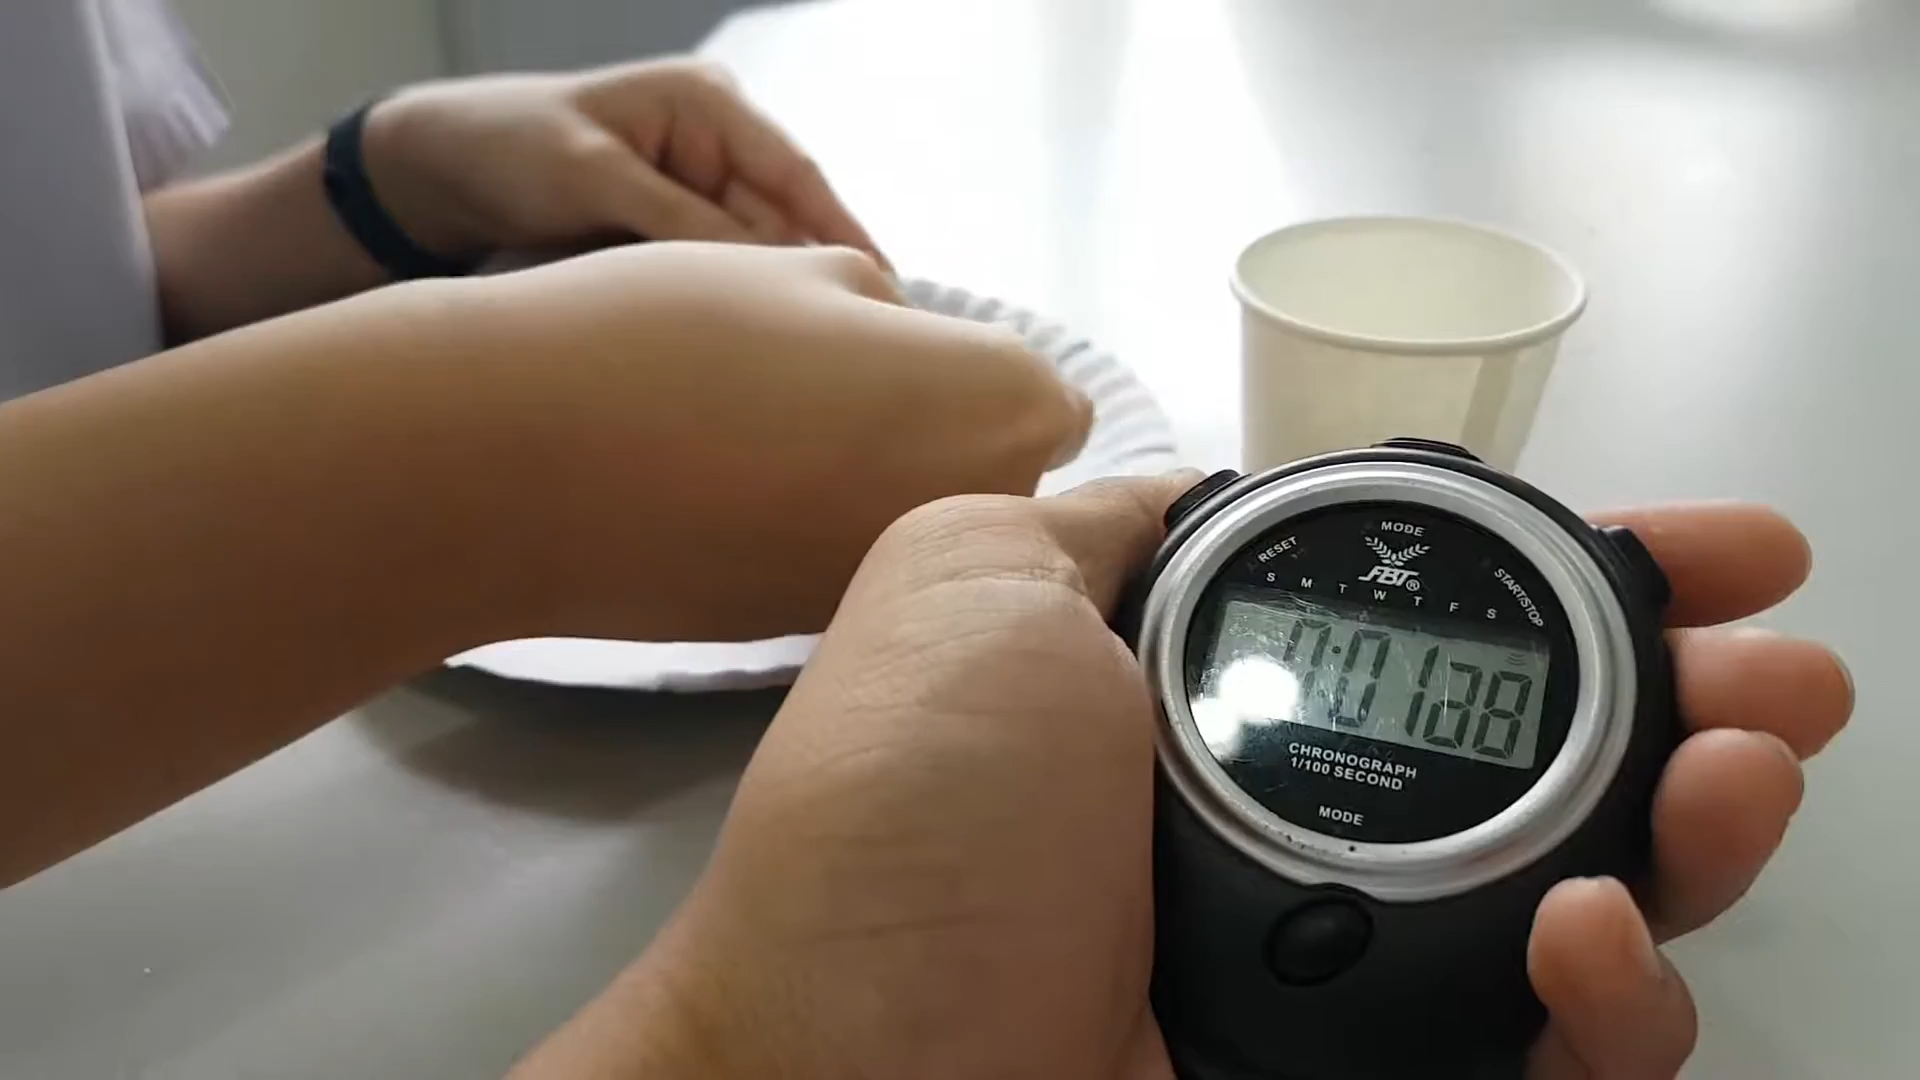 MODE
RESET
START/STOP
FBT®
S M T W T F S
CHRONOGRAPH
1/100 SECOND
MODE